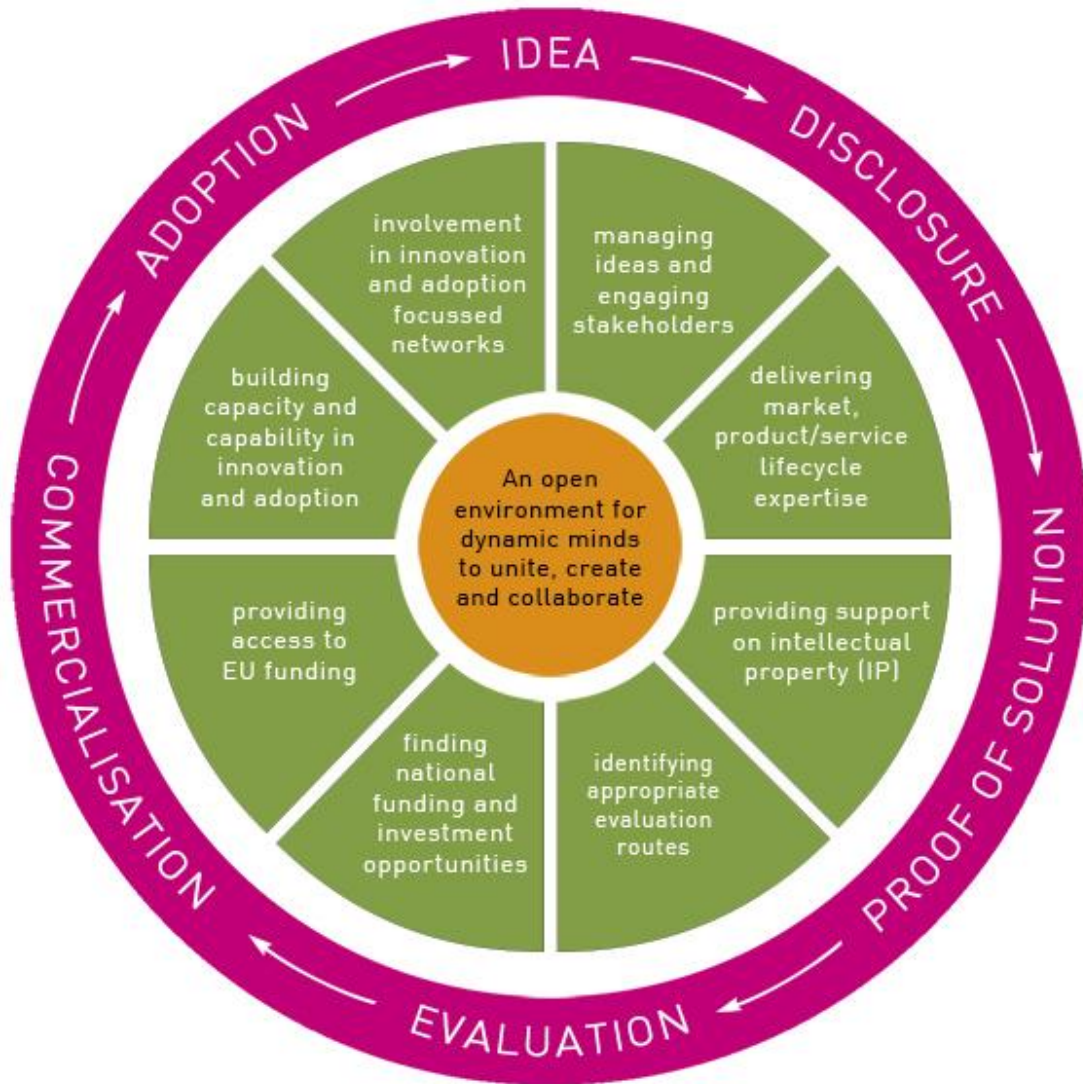 IDEA
DISCLOSURE
PROOF OF SOLUTION
EVALUATION
COMMERCIALISATION
ADOPTION
managing
ideas and
engaging
stakeholders
delivering
market,
product/service
lifecycle
expertise
providing support
on intellectual
property (IP)
identifying
appropriate
evaluation
routes
finding
national
funding and
investment
opportunities
providing
access to
EU funding
building
capacity and
capability in
innovation
and adoption
involvement
in innovation
and adoption
focussed
networks
An open
environment for
dynamic minds
to unite, create
and collaborate